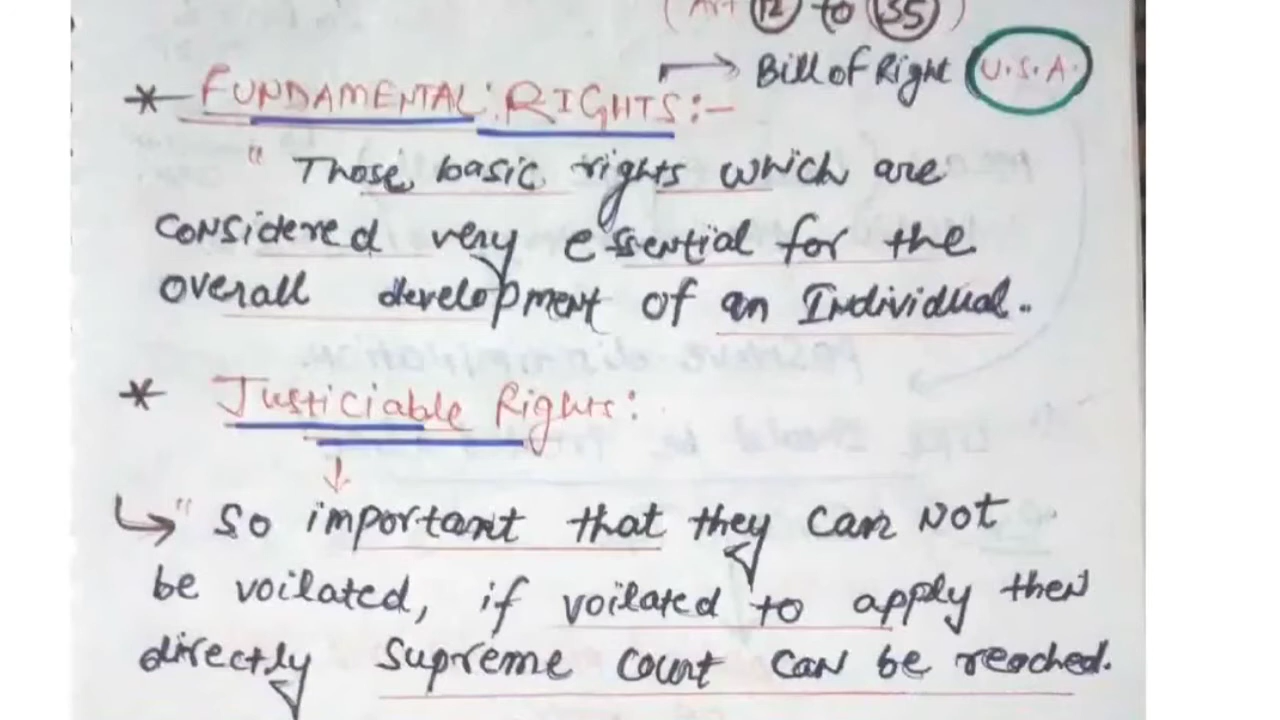 (Art 12 to 35)
→ Bill of Right U.S.A.
* FUNDAMENTAL RIGHTS:-
" Those basic rights which are
considered very essential for the
overall development of an Individual..
* Justiciable Rights:
" So important that they can not
be voilated, if voilated to apply then
directly Supreme Court can be reached.